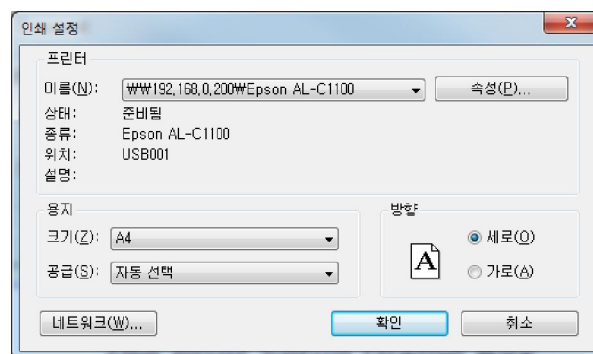 인쇄 설정
프린터
이름(N): ₩₩192,168,0,200₩Epson AL-C1100 속성(P)...
상태: 준비됨
종류: Epson AL-C1100
위치: USB001
설명:
용지 방향
크기(Z): A4 세로(O)
A
공급(S): 자동 선택 가로(A)
네트워크(W)... 확인 취소